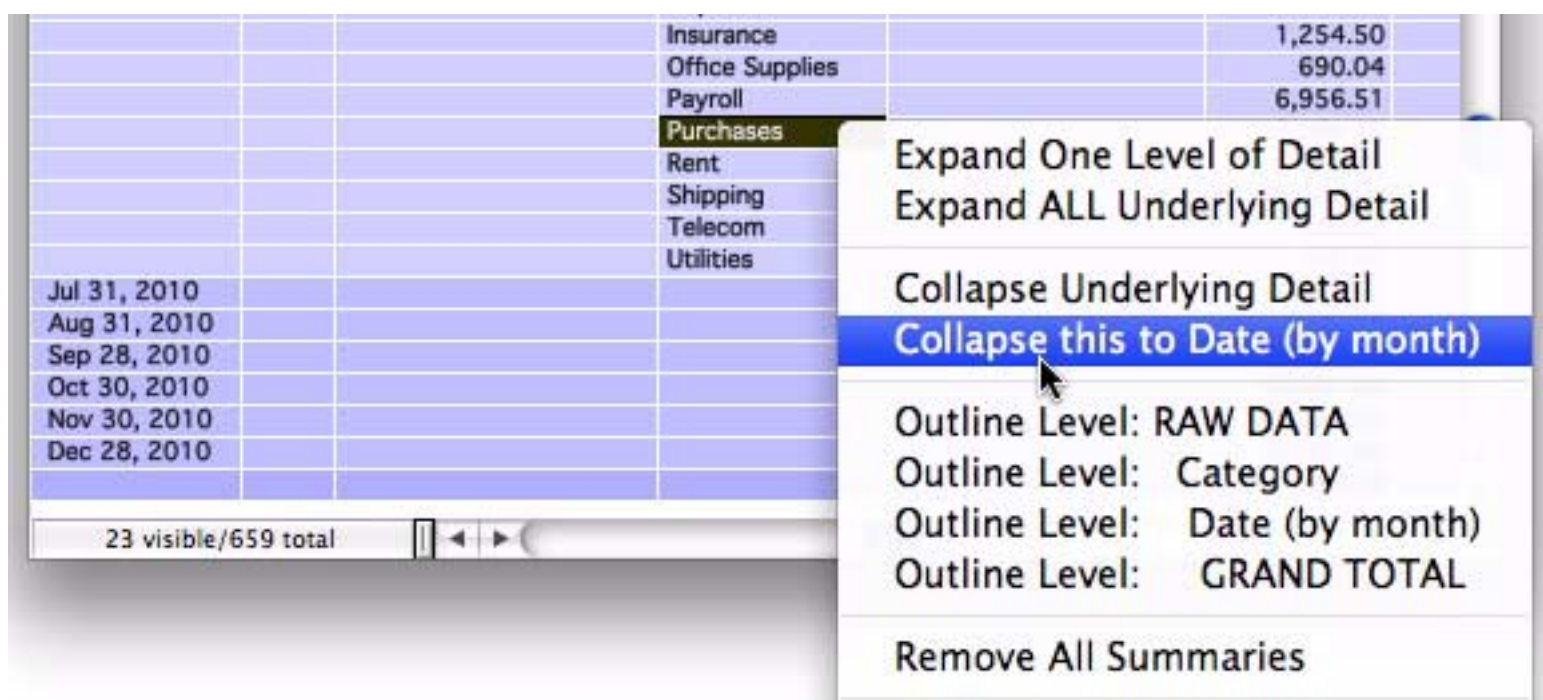 Insurance 1,254.50
Office Supplies 690.04
Payroll 6,956.51
Purchases
Rent
Shipping
Telecom
Utilities
Jul 31, 2010
Aug 31, 2010
Sep 28, 2010
Oct 30, 2010
Nov 30, 2010
Dec 28, 2010
23 visible/659 total
Expand One Level of Detail
Expand ALL Underlying Detail
Collapse Underlying Detail
Collapse this to Date (by month)
Outline Level: RAW DATA
Outline Level: Category
Outline Level: Date (by month)
Outline Level: GRAND TOTAL
Remove All Summaries